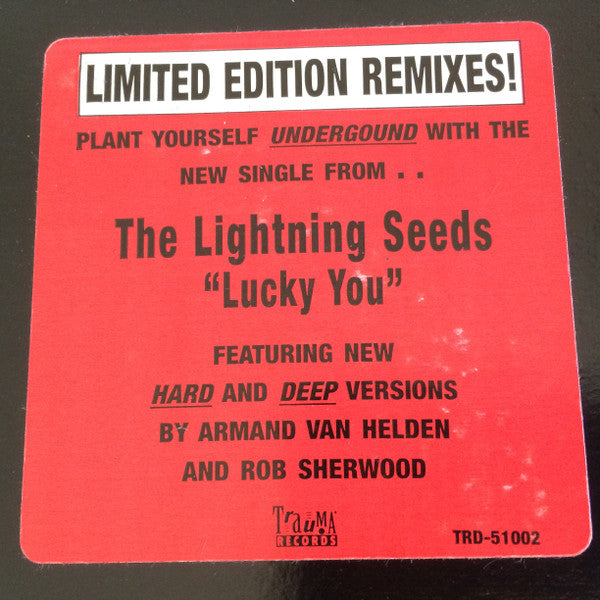 LIMITED EDITION REMIXES!
PLANT YOURSELF UNDERGOUND WITH THE
NEW SINGLE FROM . .
The Lightning Seeds
“Lucky You”
FEATURING NEW
HARD AND DEEP VERSIONS
BY ARMAND VAN HELDEN
AND ROB SHERWOOD
TRaUMA
RECORDS
TRD-51002